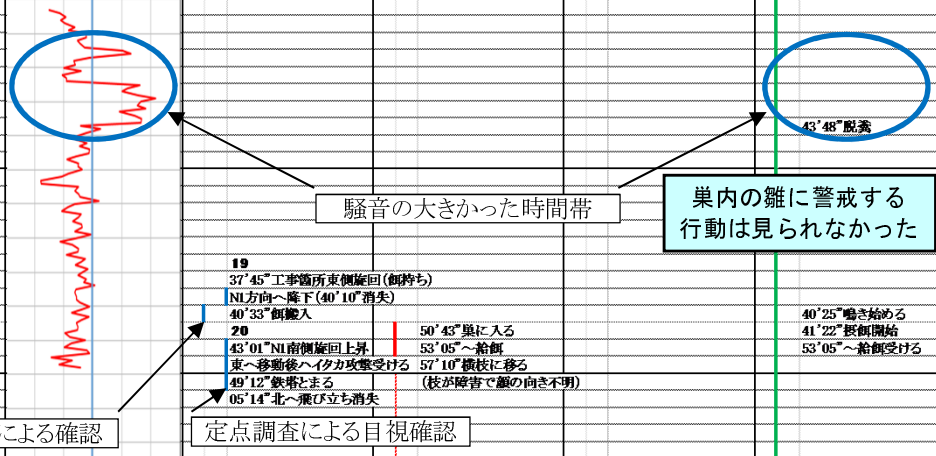 43’48”脱糞
巣内の雛に警戒する
行動は見られなかった
騒音の大きかった時間帯
19
37’45”工事箇所東側旋回(餌持ち)
N1方向へ降下(40’10”消失)
40’33”餌搬入
20
43’01”N1南側旋回上昇
東へ移動後ハイタカ攻撃受ける
49’12”鉄塔とまる
05’14”北へ飛び立ち消失
50’43”巣に入る
53’05”~給餌
57’10”横枝に移る
(枝が障害で顔の向き不明)
40’25”鳴き始める
41’22”摂餌開始
53’05”~給餌受ける
による確認
定点調査による目視確認